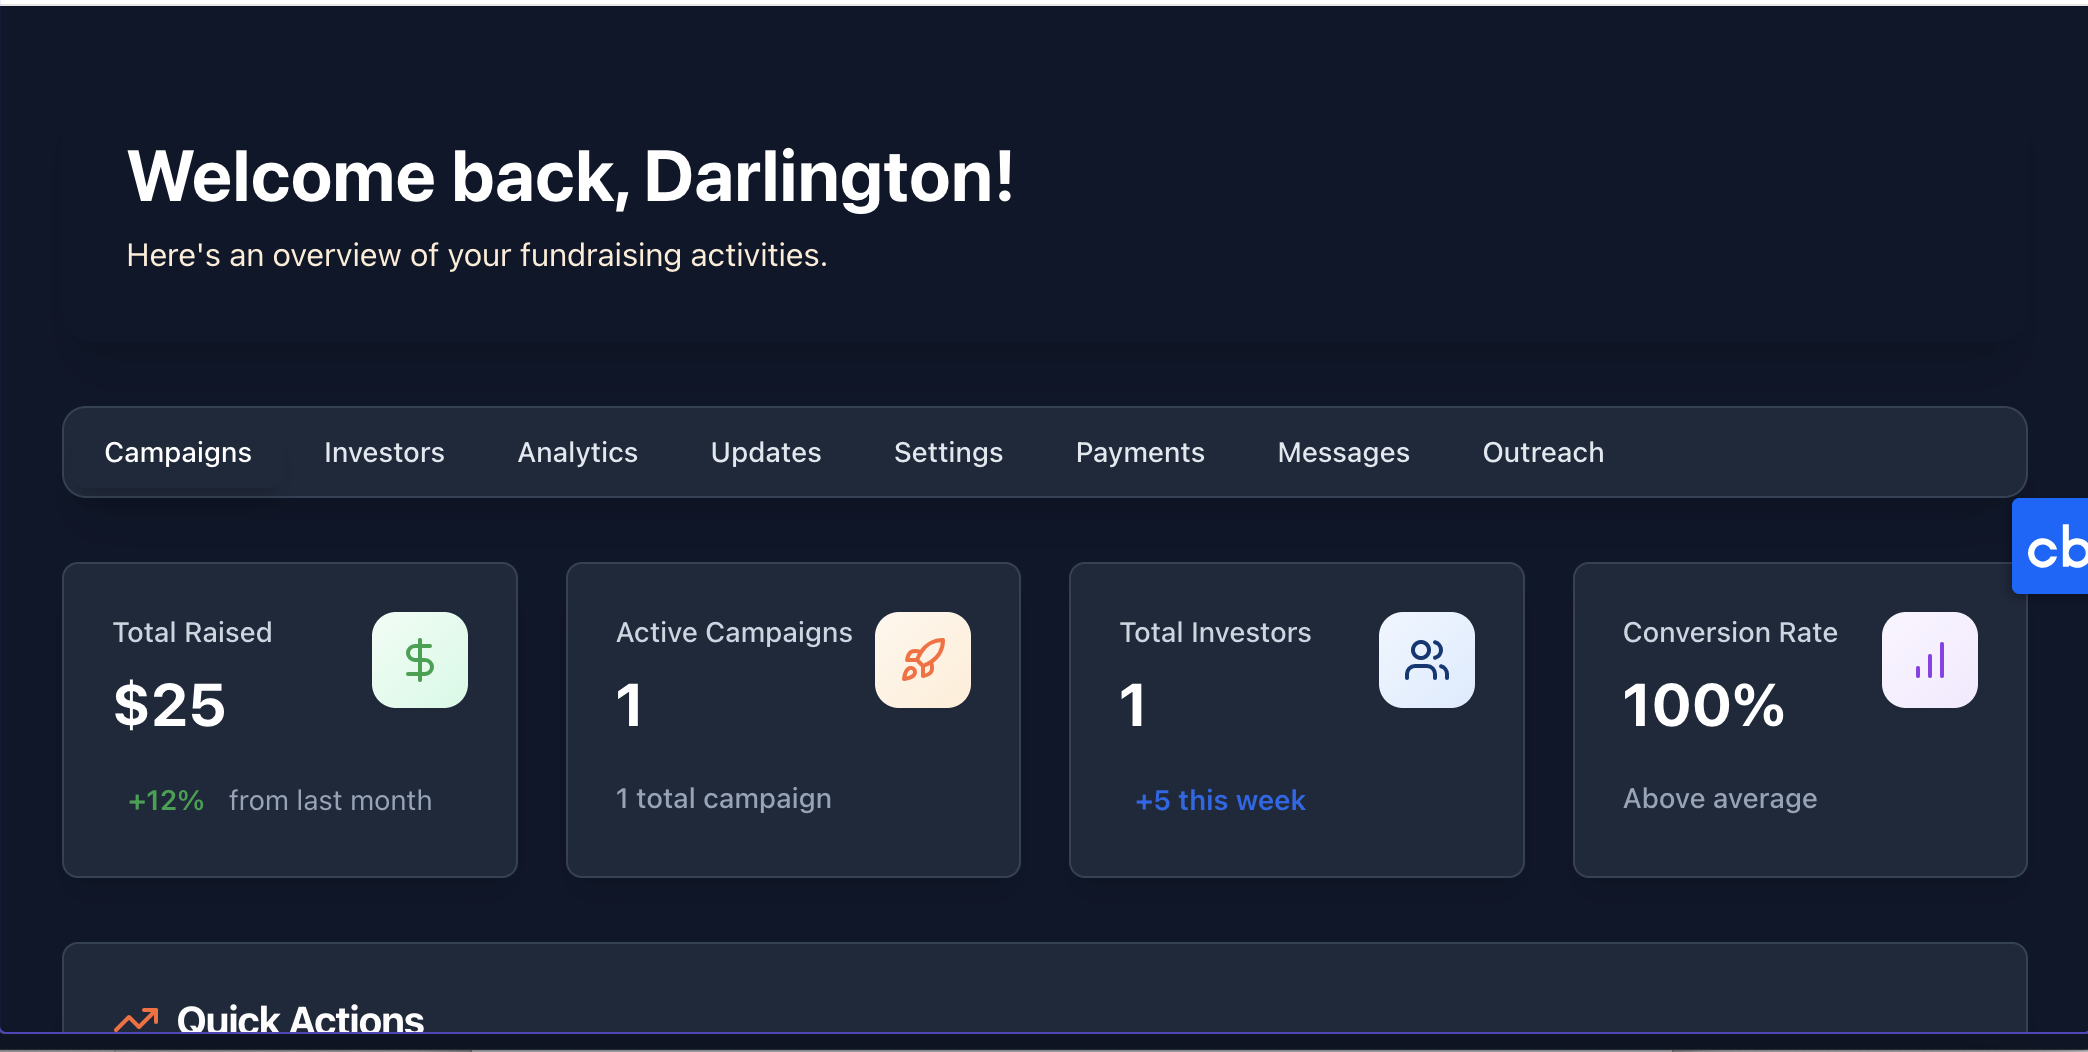 Welcome back, Darlington!
Here's an overview of your fundraising activities.
Campaigns Investors Analytics Updates Settings Payments Messages Outreach
cb
Total Raised
$25
+12% from last month
Active Campaigns
1
1 total campaign
Total Investors
1
+5 this week
Conversion Rate
100%
Above average
Quick Actions